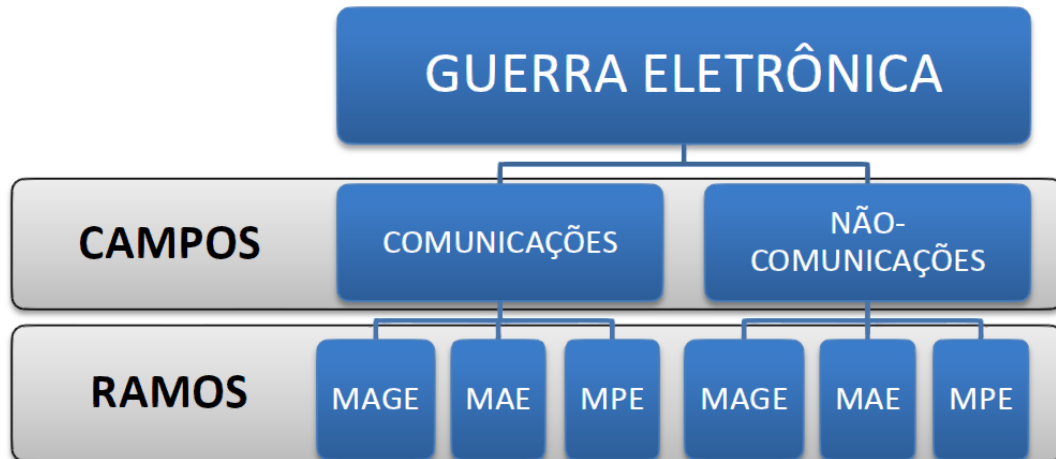 GUERRA ELETRÔNICA
CAMPOS
COMUNICAÇÕES
NÃO-
COMUNICAÇÕES
RAMOS
MAGE
MAE
MPE
MAGE
MAE
MPE